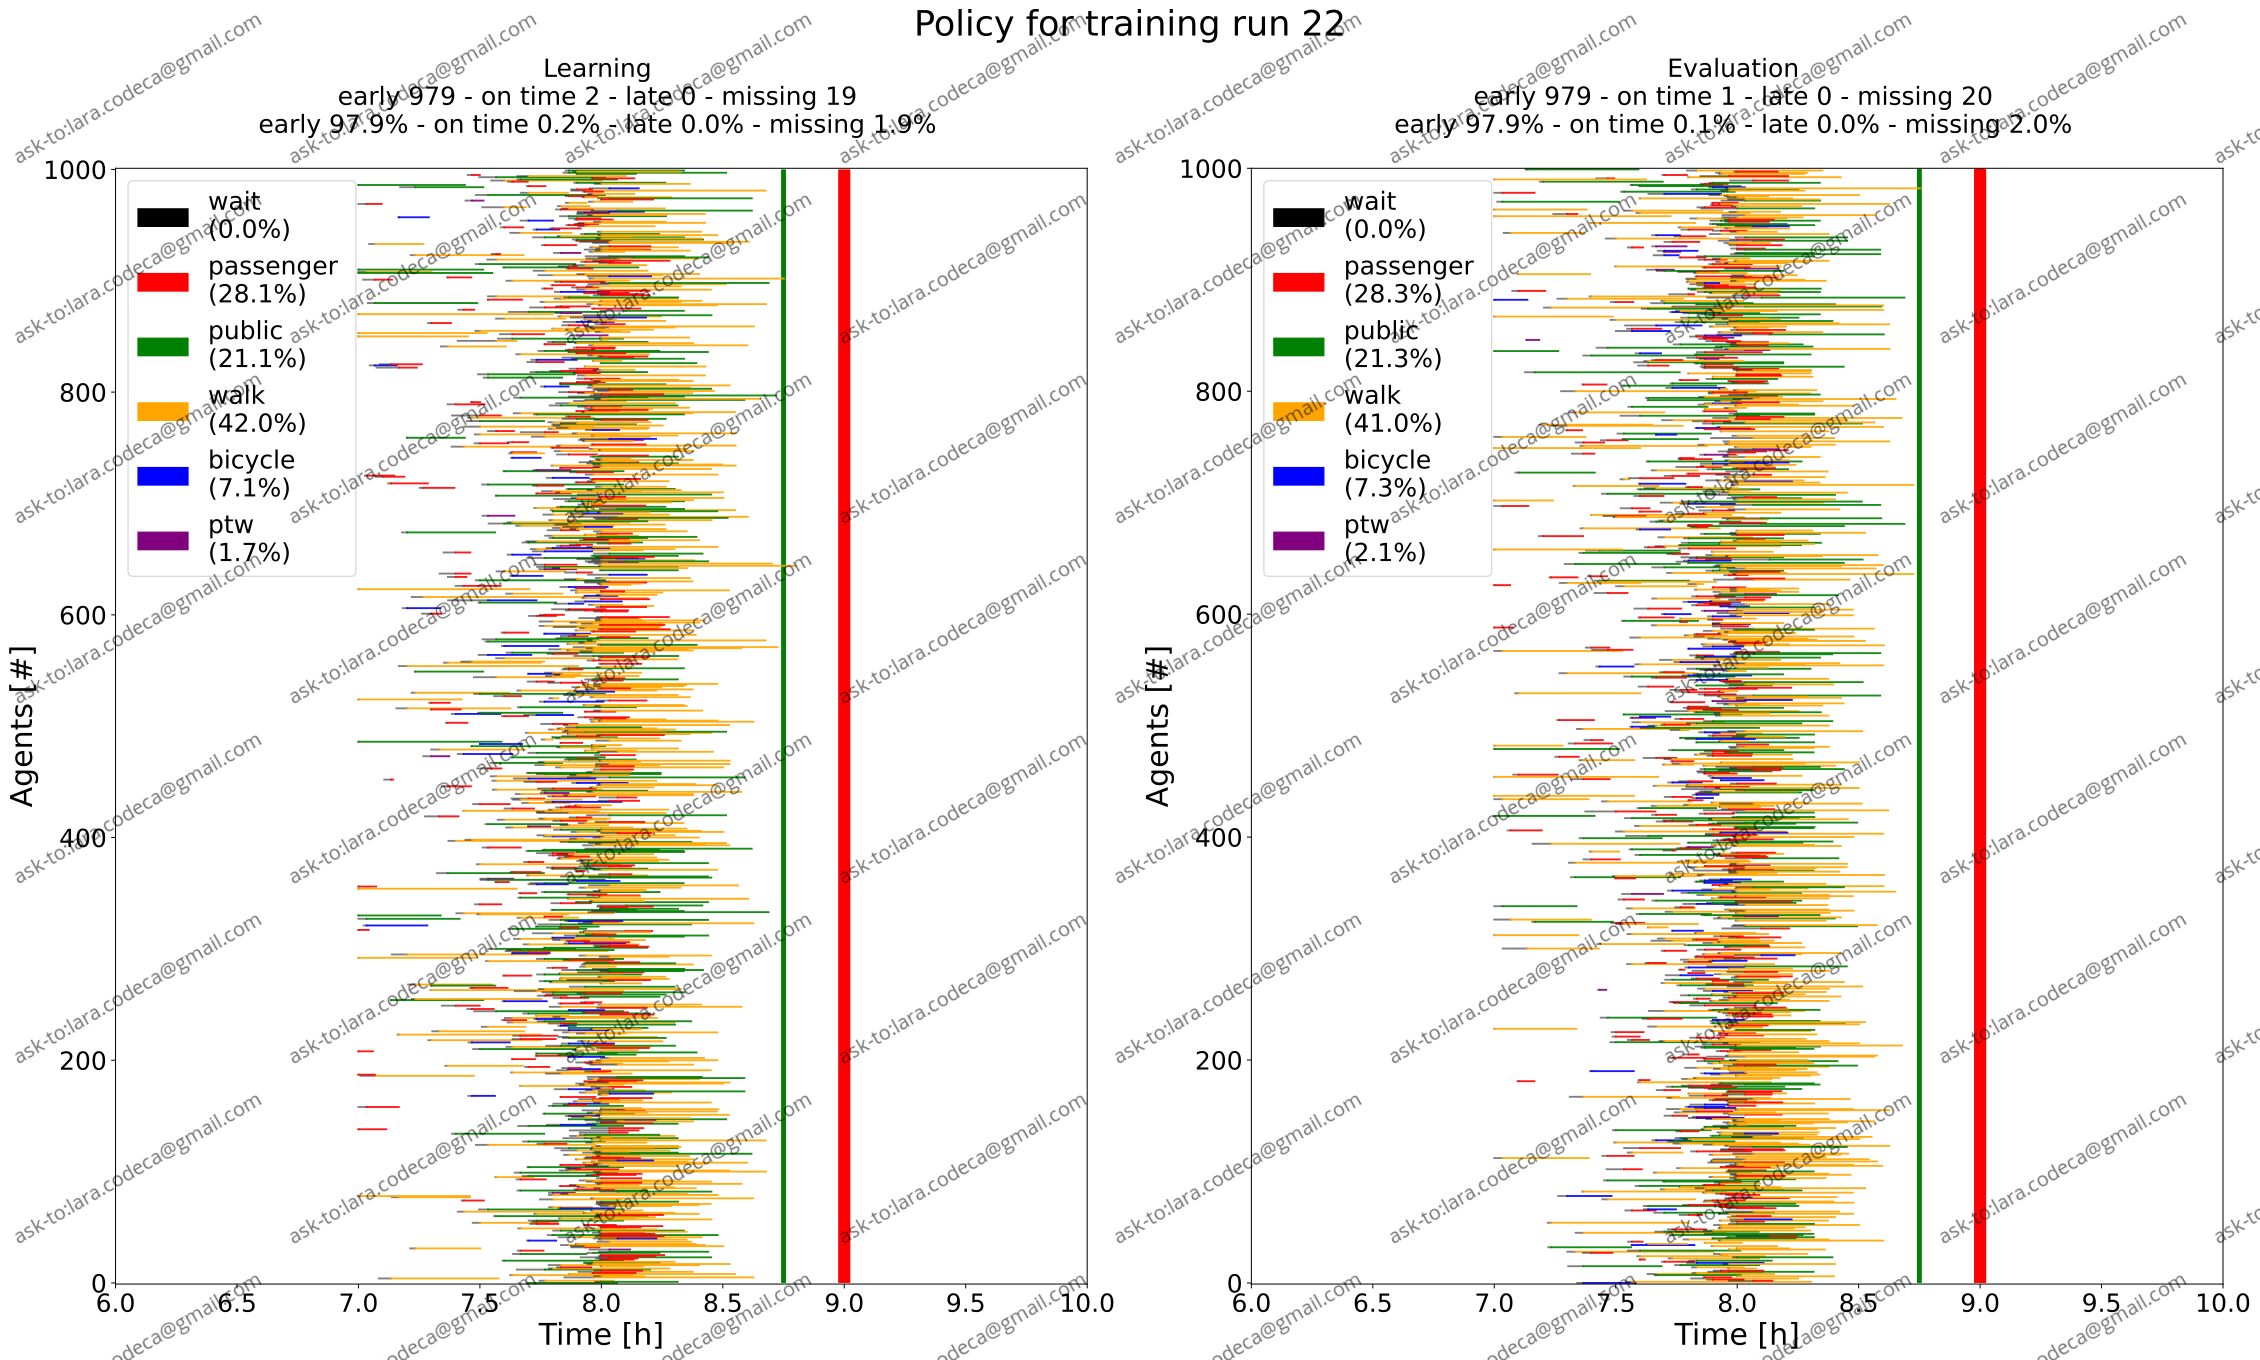 Policy for training run 22
Learning
early 979 - on time 2 - late 0 - missing 19
early 97.9% - on time 0.2% - late 0.0% - missing 1.9%
1000
800
600
400
200
0
Agents [#]
wait
(0.0%)
passenger
(28.1%)
public
(21.1%)
walk
(42.0%)
bicycle
(7.1%)
ptw
(1.7%)
6.0 6.5 7.0 7.5 8.0 8.5 9.0 9.5 10.0
Time [h]
Evaluation
early 979 - on time 1 - late 0 - missing 20
early 97.9% - on time 0.1% - late 0.0% - missing 2.0%
1000
800
600
400
200
0
Agents [#]
wait
(0.0%)
passenger
(28.3%)
public
(21.3%)
walk
(41.0%)
bicycle
(7.3%)
ptw
(2.1%)
6.0 6.5 7.0 7.5 8.0 8.5 9.0 9.5 10.0
Time [h]
ask-to:lara.codeca@gmail.com